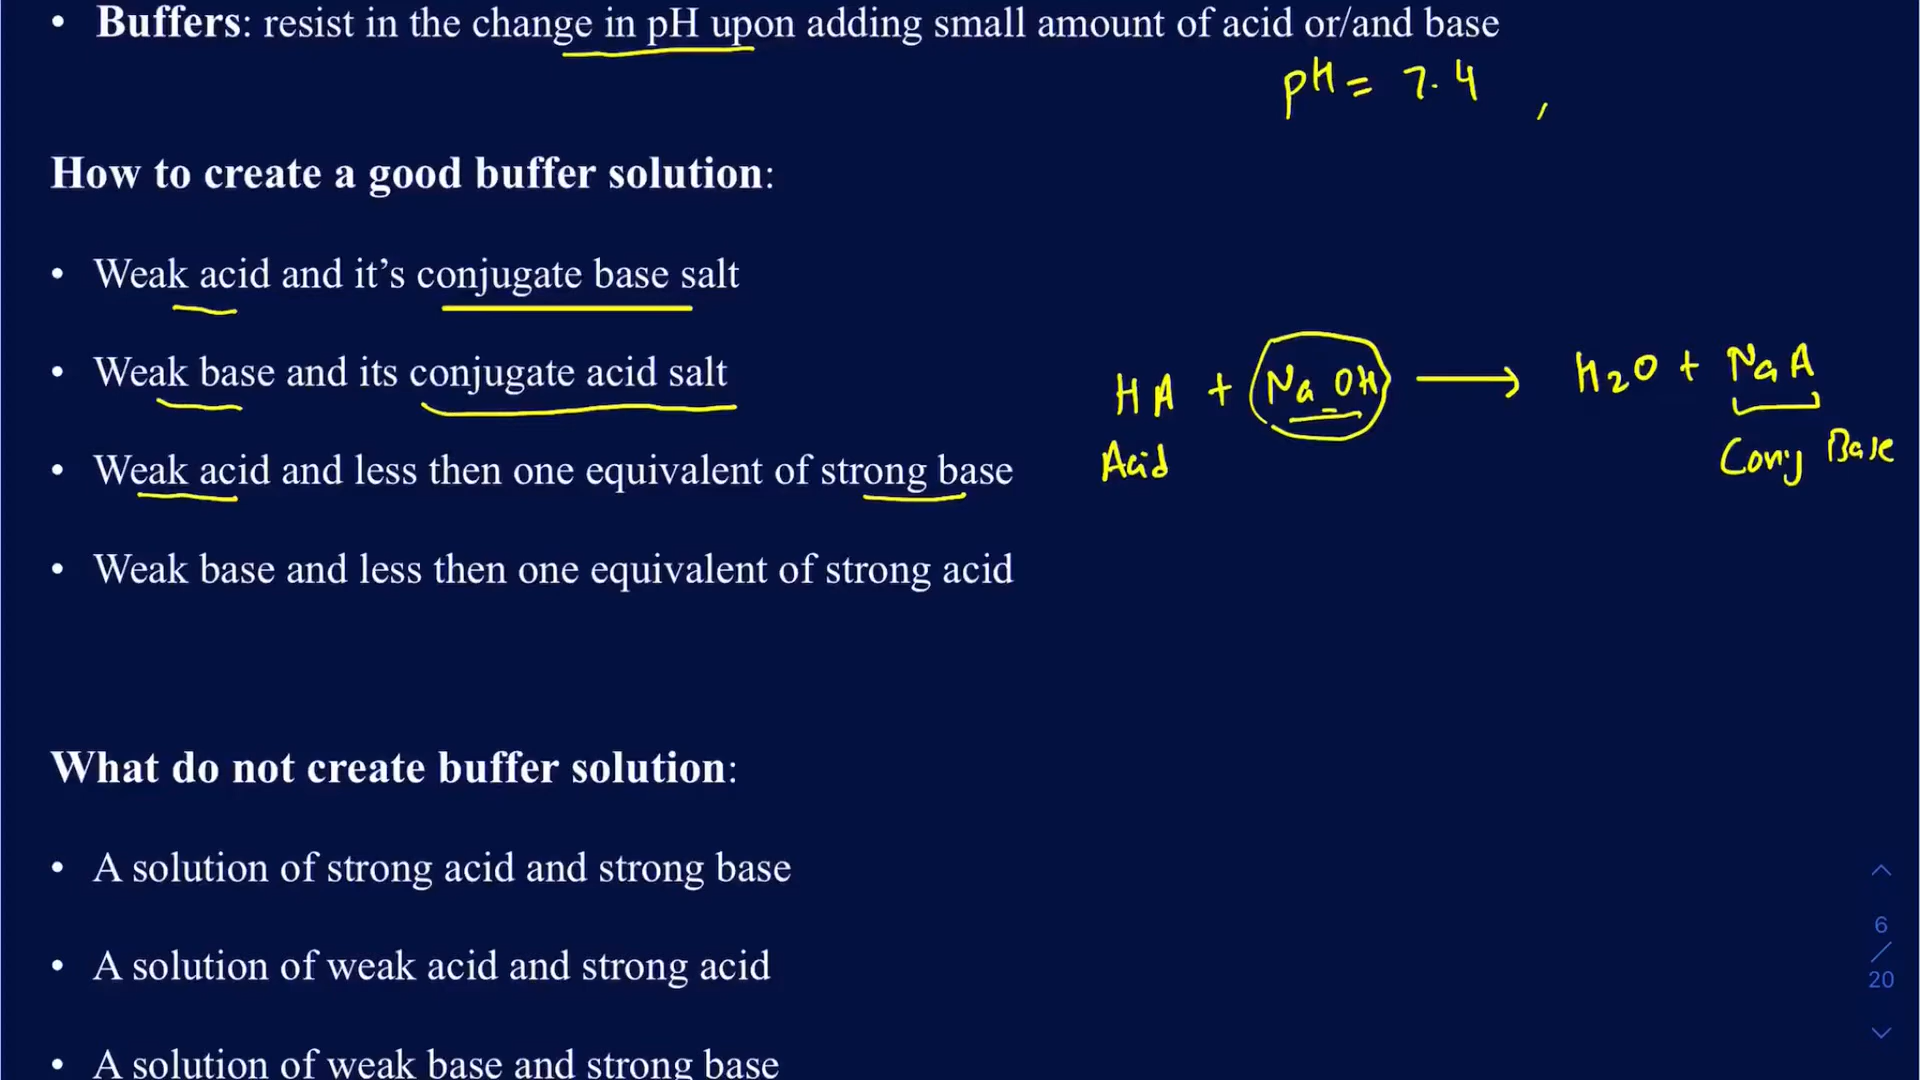 • Buffers: resist in the change in pH upon adding small amount of acid or/and base
pH = 7.4 ,
How to create a good buffer solution:
• Weak acid and it’s conjugate base salt
• Weak base and its conjugate acid salt
HA + NaOH ⟶ H2O + NaA
Acid
Conj Base
• Weak acid and less then one equivalent of strong base
• Weak base and less then one equivalent of strong acid
What do not create buffer solution:
• A solution of strong acid and strong base
• A solution of weak acid and strong acid
• A solution of weak base and strong base
6
/
20